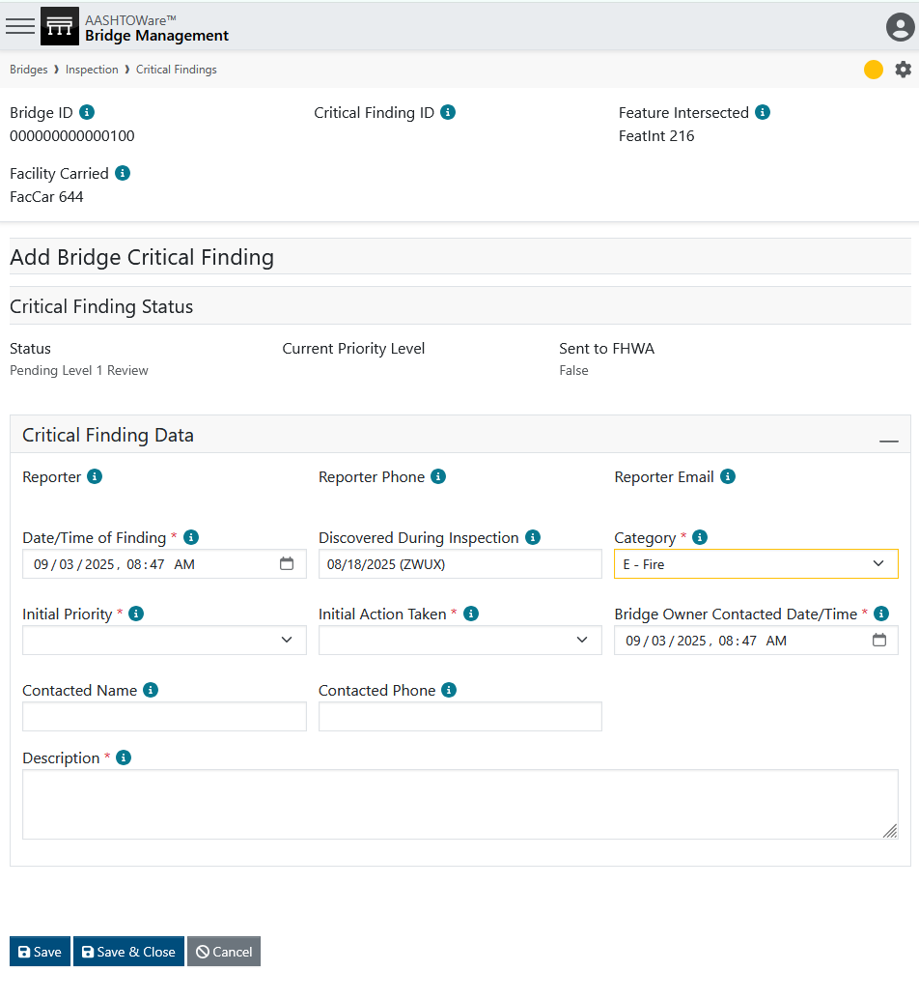 AASHTOWare™
Bridge Management
Bridges ❯ Inspection ❯ Critical Findings
Bridge ID Critical Finding ID Feature Intersected
000000000000100 FeatInt 216
Facility Carried
FacCar 644
Add Bridge Critical Finding
Critical Finding Status
Status Current Priority Level Sent to FHWA
Pending Level 1 Review False
Critical Finding Data
Reporter Reporter Phone Reporter Email
Date/Time of Finding * Discovered During Inspection Category *
09/03/2025, 08:47 AM 08/18/2025 (ZWUX) E - Fire
Initial Priority * Initial Action Taken * Bridge Owner Contacted Date/Time *
09/03/2025, 08:47 AM
Contacted Name Contacted Phone
Description *
Save Save & Close Cancel